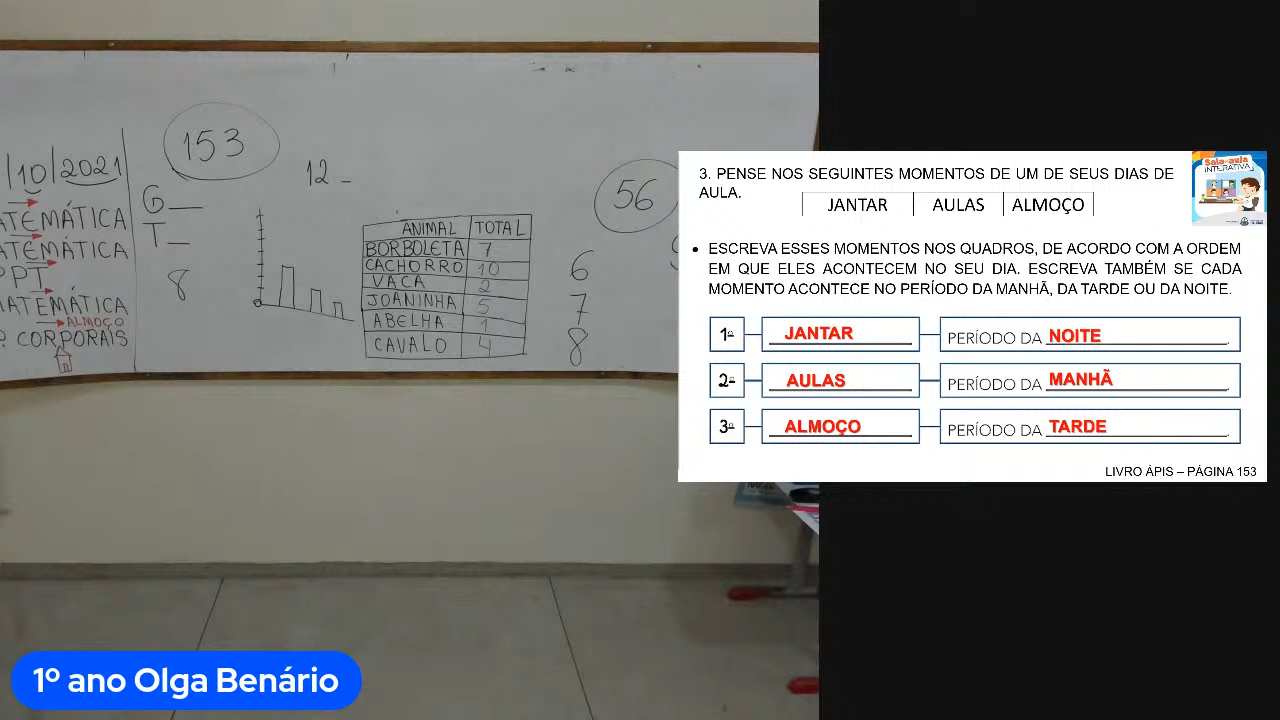 /10/2021
ATEMÁTICA
ATEMÁTICA
PPT
MATEMÁTICA
ALMOÇO
CORPORAIS
153
G
T
8
12 -
ANIMAL TOTAL
BORBOLETA 7
CACHORRO 10
VACA 2
JOANINHA 5
ABELHA 1
CAVALO 4
56
6
7
8
3. PENSE NOS SEGUINTES MOMENTOS DE UM DE SEUS DIAS DE
AULA.
JANTAR AULAS ALMOÇO
Sala de aula
INTERATIVA
• ESCREVA ESSES MOMENTOS NOS QUADROS, DE ACORDO COM A ORDEM
EM QUE ELES ACONTECEM NO SEU DIA. ESCREVA TAMBÉM SE CADA
MOMENTO ACONTECE NO PERÍODO DA MANHÃ, DA TARDE OU DA NOITE.
1º JANTAR PERÍODO DA NOITE.
2º AULAS PERÍODO DA MANHÃ.
3º ALMOÇO PERÍODO DA TARDE.
LIVRO ÁPIS – PÁGINA 153
1º ano Olga Benário